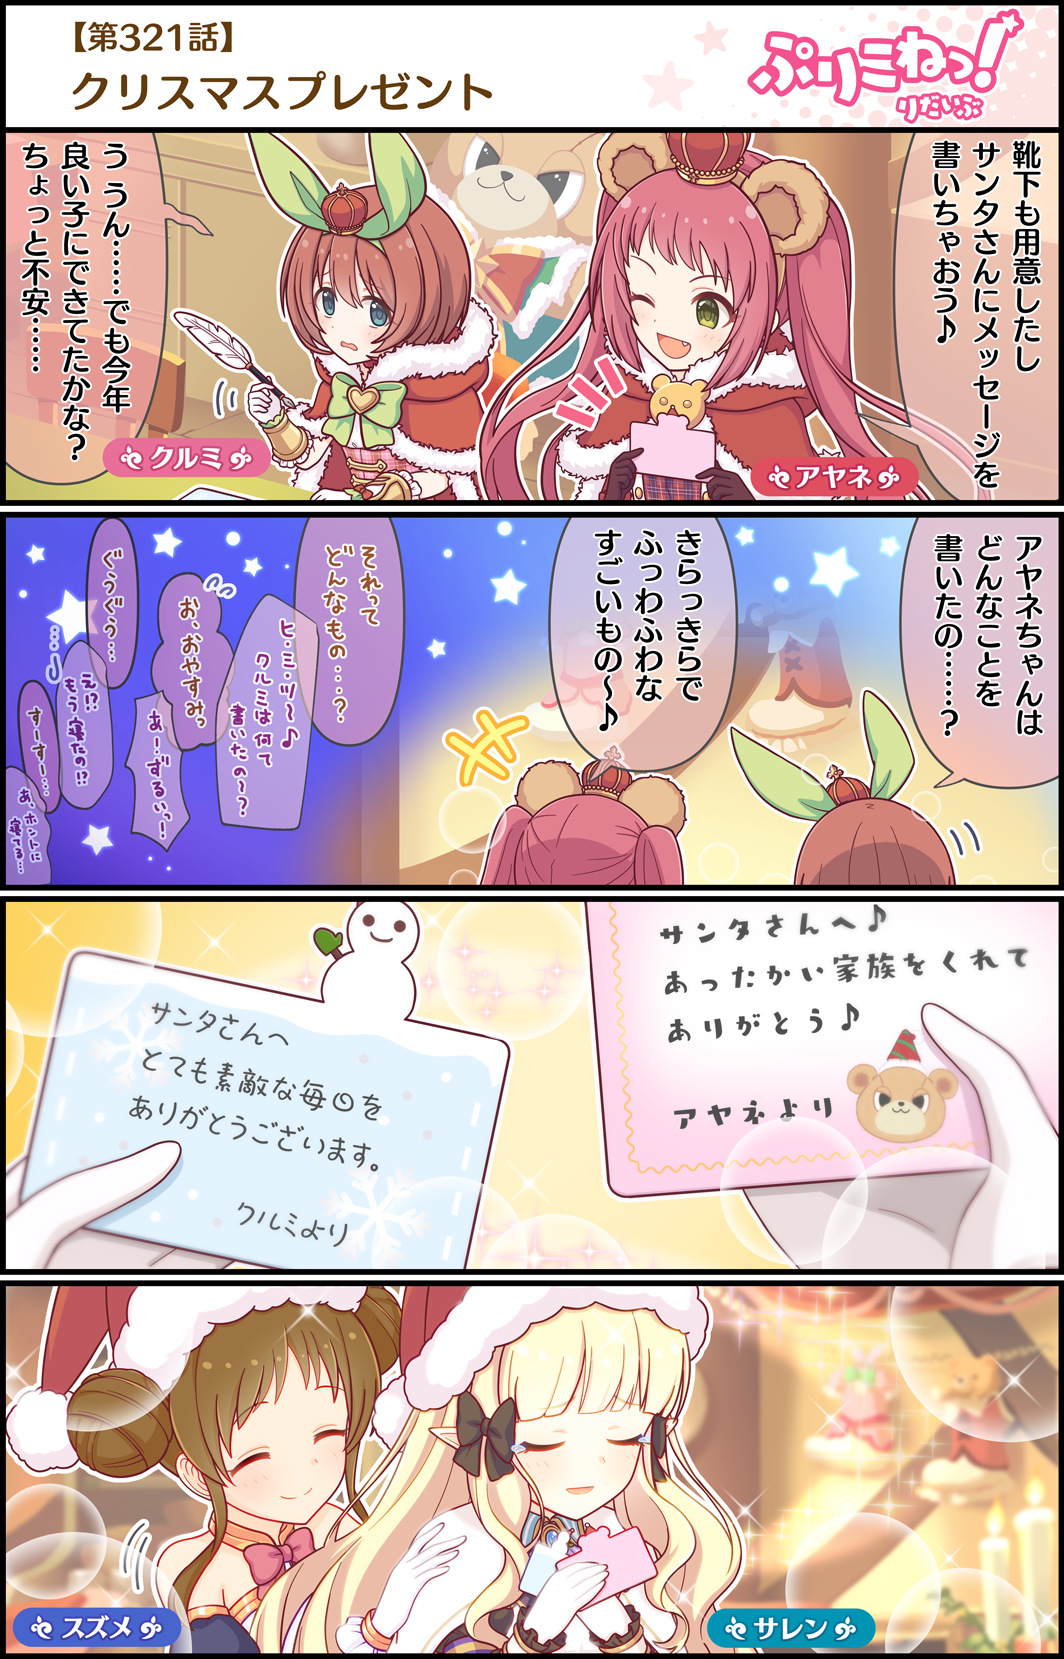 【第321話】
クリスマスプレゼント
ぷりこねっ!
りだいぶ
靴下も用意したし
サンタさんにメッセージを
書いちゃおう♪
う うん……でも今年
良い子にできてたかな?
ちょっと不安……
クルミ
アヤネ
アヤネちゃんは
どんなことを
書いたの……?
きらっきらで
ふっわふわな
すごいもの～♪
それって
どんなもの…?
ヒ・ミ・ツ～♪
クルミは何て
書いたの～?
お、おやすみっ
あーずるいっ!
ぐぅぐぅ…
え!?
もう寝たの!?
すーすー…
あ、ホントに
寝てる…
サンタさんへ♪
あったかい家族をくれて
ありがとう♪
アヤネより
サンタさんへ
とても素敵な毎日を
ありがとうございます。
クルミより
スズメ
サレン